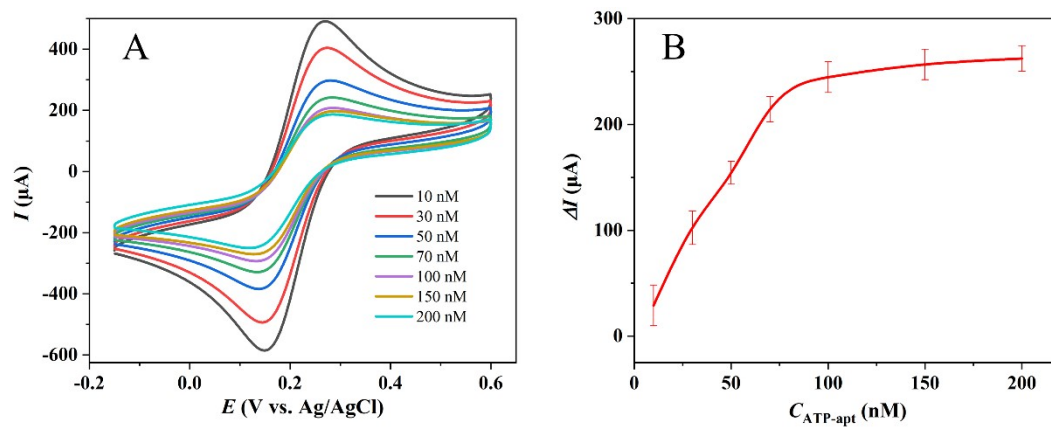 A
I (μA)
400
200
0
-200
-400
-600
10 nM
30 nM
50 nM
70 nM
100 nM
150 nM
200 nM
-0.2
0.0
0.2
0.4
0.6
E (V vs. Ag/AgCl)
B
ΔI (μA)
300
200
100
0
0
50
100
150
200
C ATP-apt (nM)